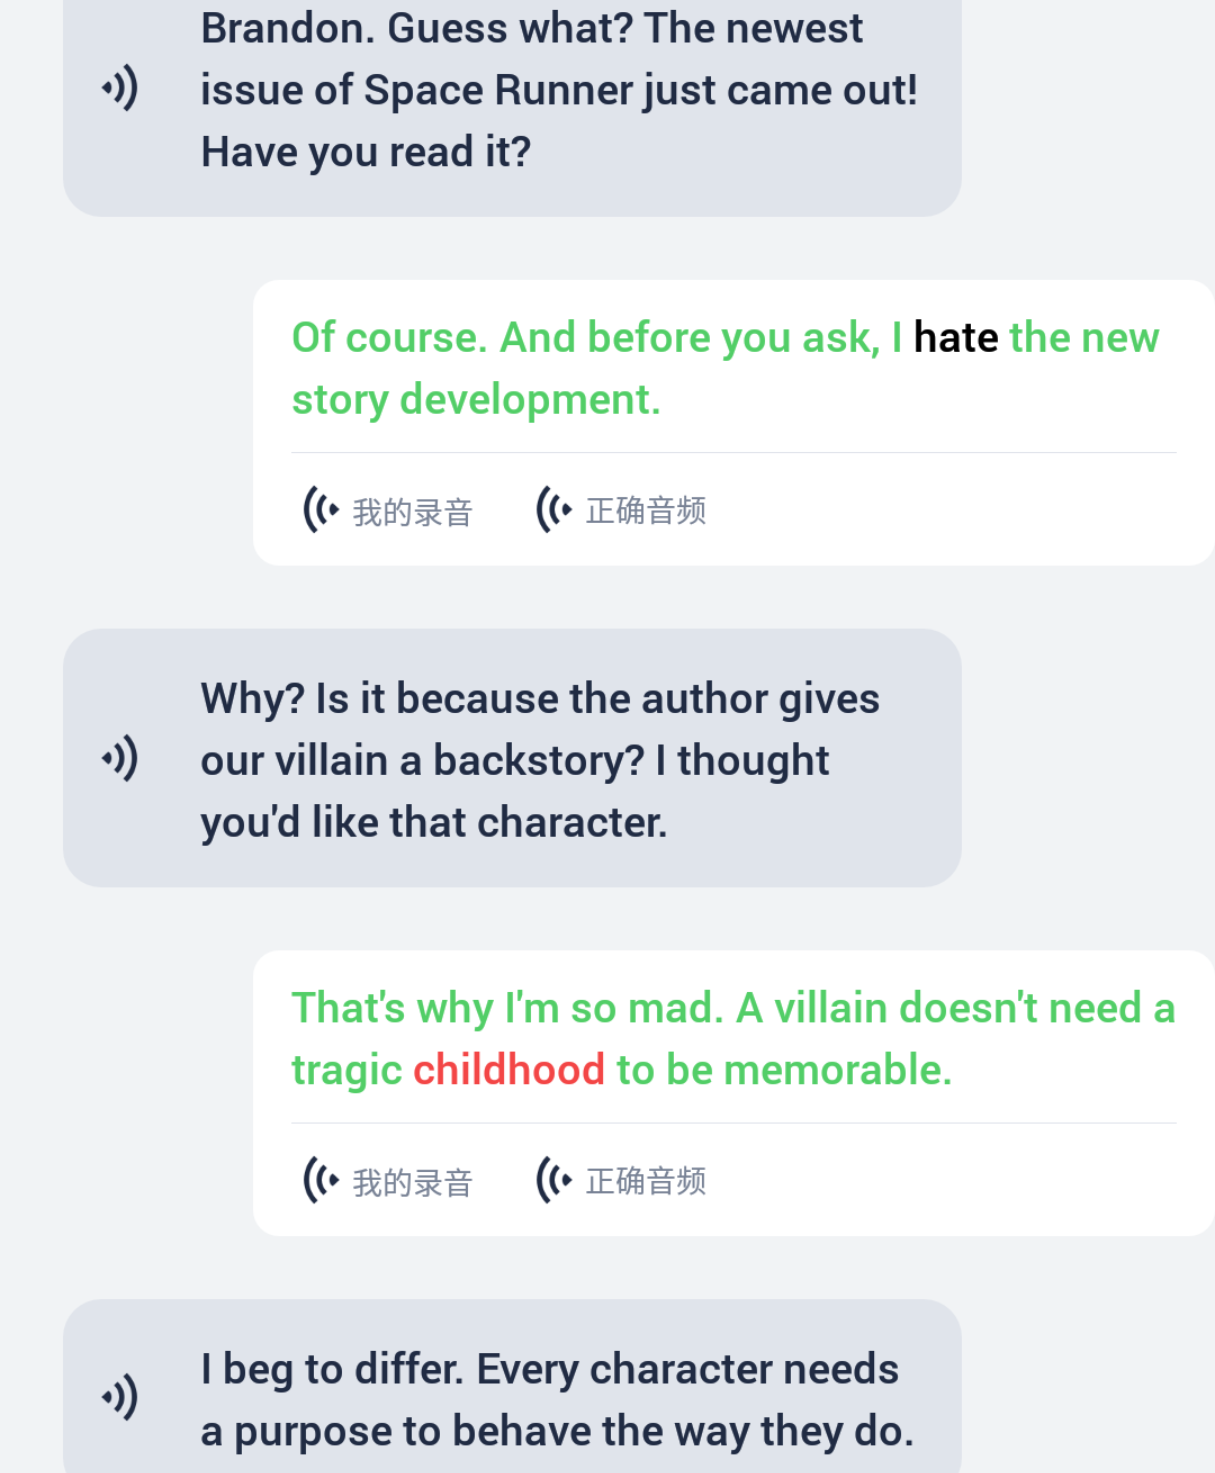 Brandon. Guess what? The newest
issue of Space Runner just came out!
Have you read it?
Of course. And before you ask, I hate the new
story development.
我的录音 正确音频
Why? Is it because the author gives
our villain a backstory? I thought
you'd like that character.
That's why I'm so mad. A villain doesn't need a
tragic childhood to be memorable.
我的录音 正确音频
I beg to differ. Every character needs
a purpose to behave the way they do.